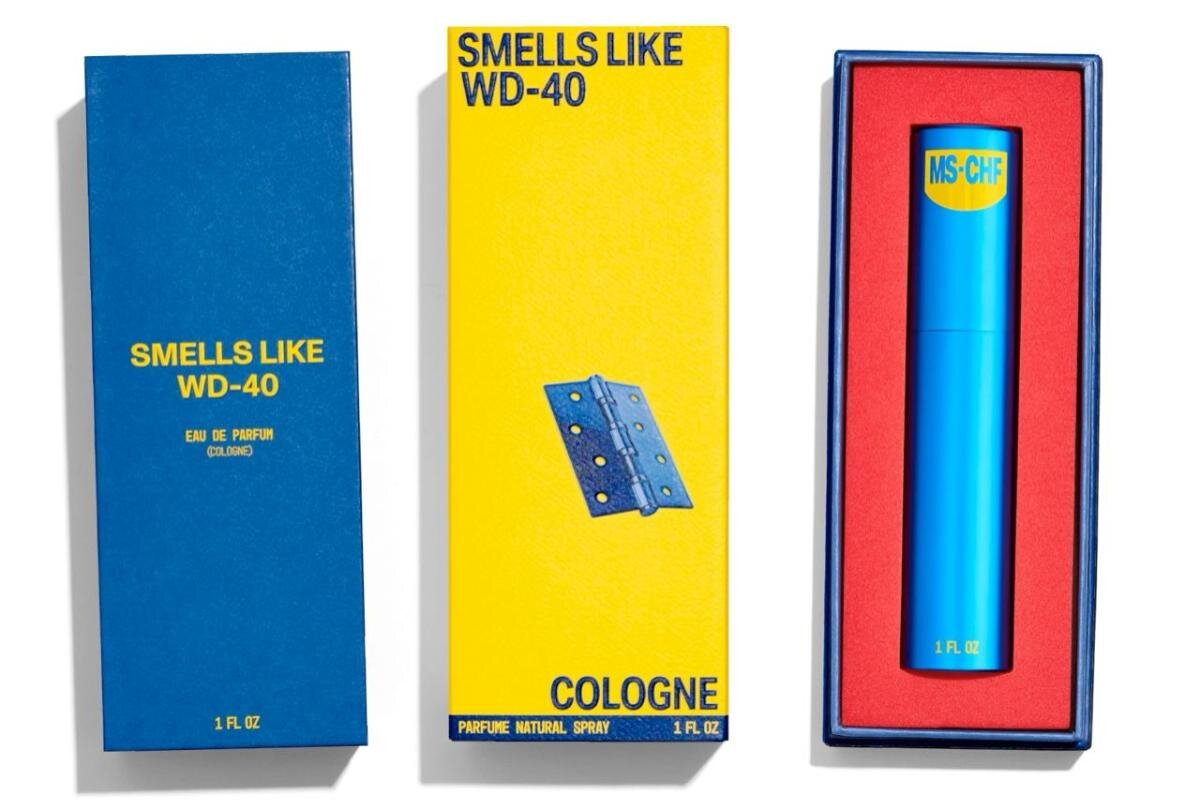 SMELLS LIKE
WD-40
EAU DE PARFUM
(COLOGNE)
1 FL OZ
SMELLS LIKE
WD-40
COLOGNE
PARFUME NATURAL SPRAY 1 FL OZ
MS-CHF
1 FL OZ